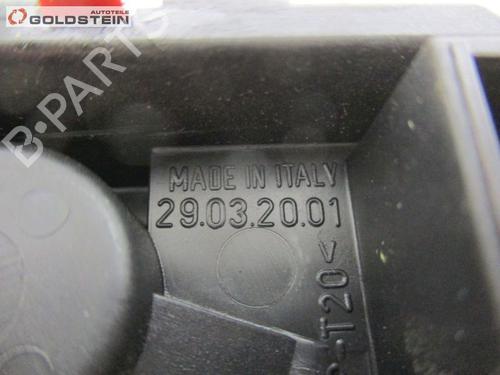 AUTOTEILE
GOLDSTEIN
B-PARTS
MADE IN ITALY
29.03.20.01
-T20<